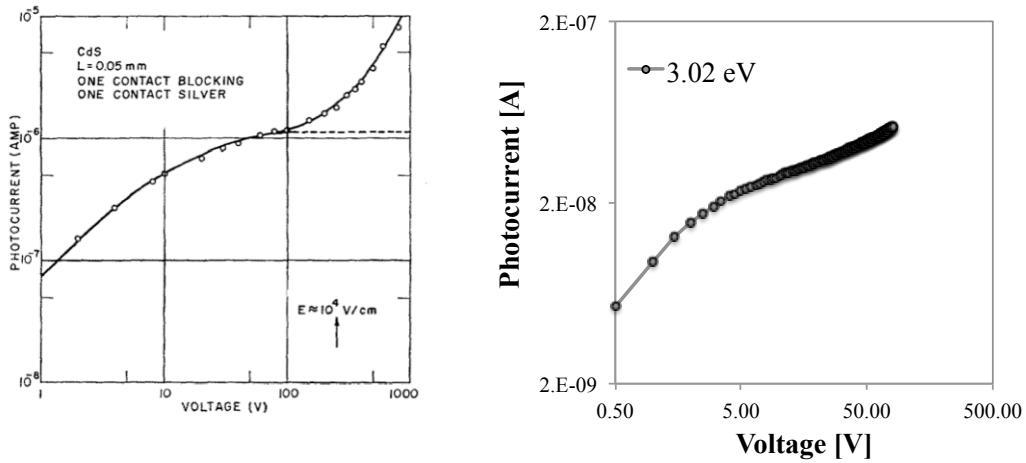 10⁻⁵
10⁻⁶
10⁻⁷
10⁻⁸
PHOTOCURRENT (AMP)
CdS
L = 0.05 mm
ONE CONTACT BLOCKING
ONE CONTACT SILVER
E ≈ 10⁴ V/cm
1
10
100
1000
VOLTAGE (V)
2.E-07
2.E-08
2.E-09
Photocurrent [A]
3.02 eV
0.50
5.00
50.00
500.00
Voltage [V]